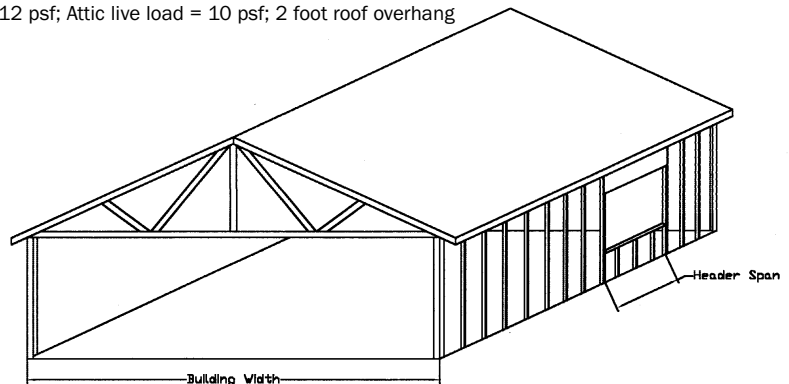 12 psf; Attic live load = 10 psf; 2 foot roof overhang
Header Span
Building Width